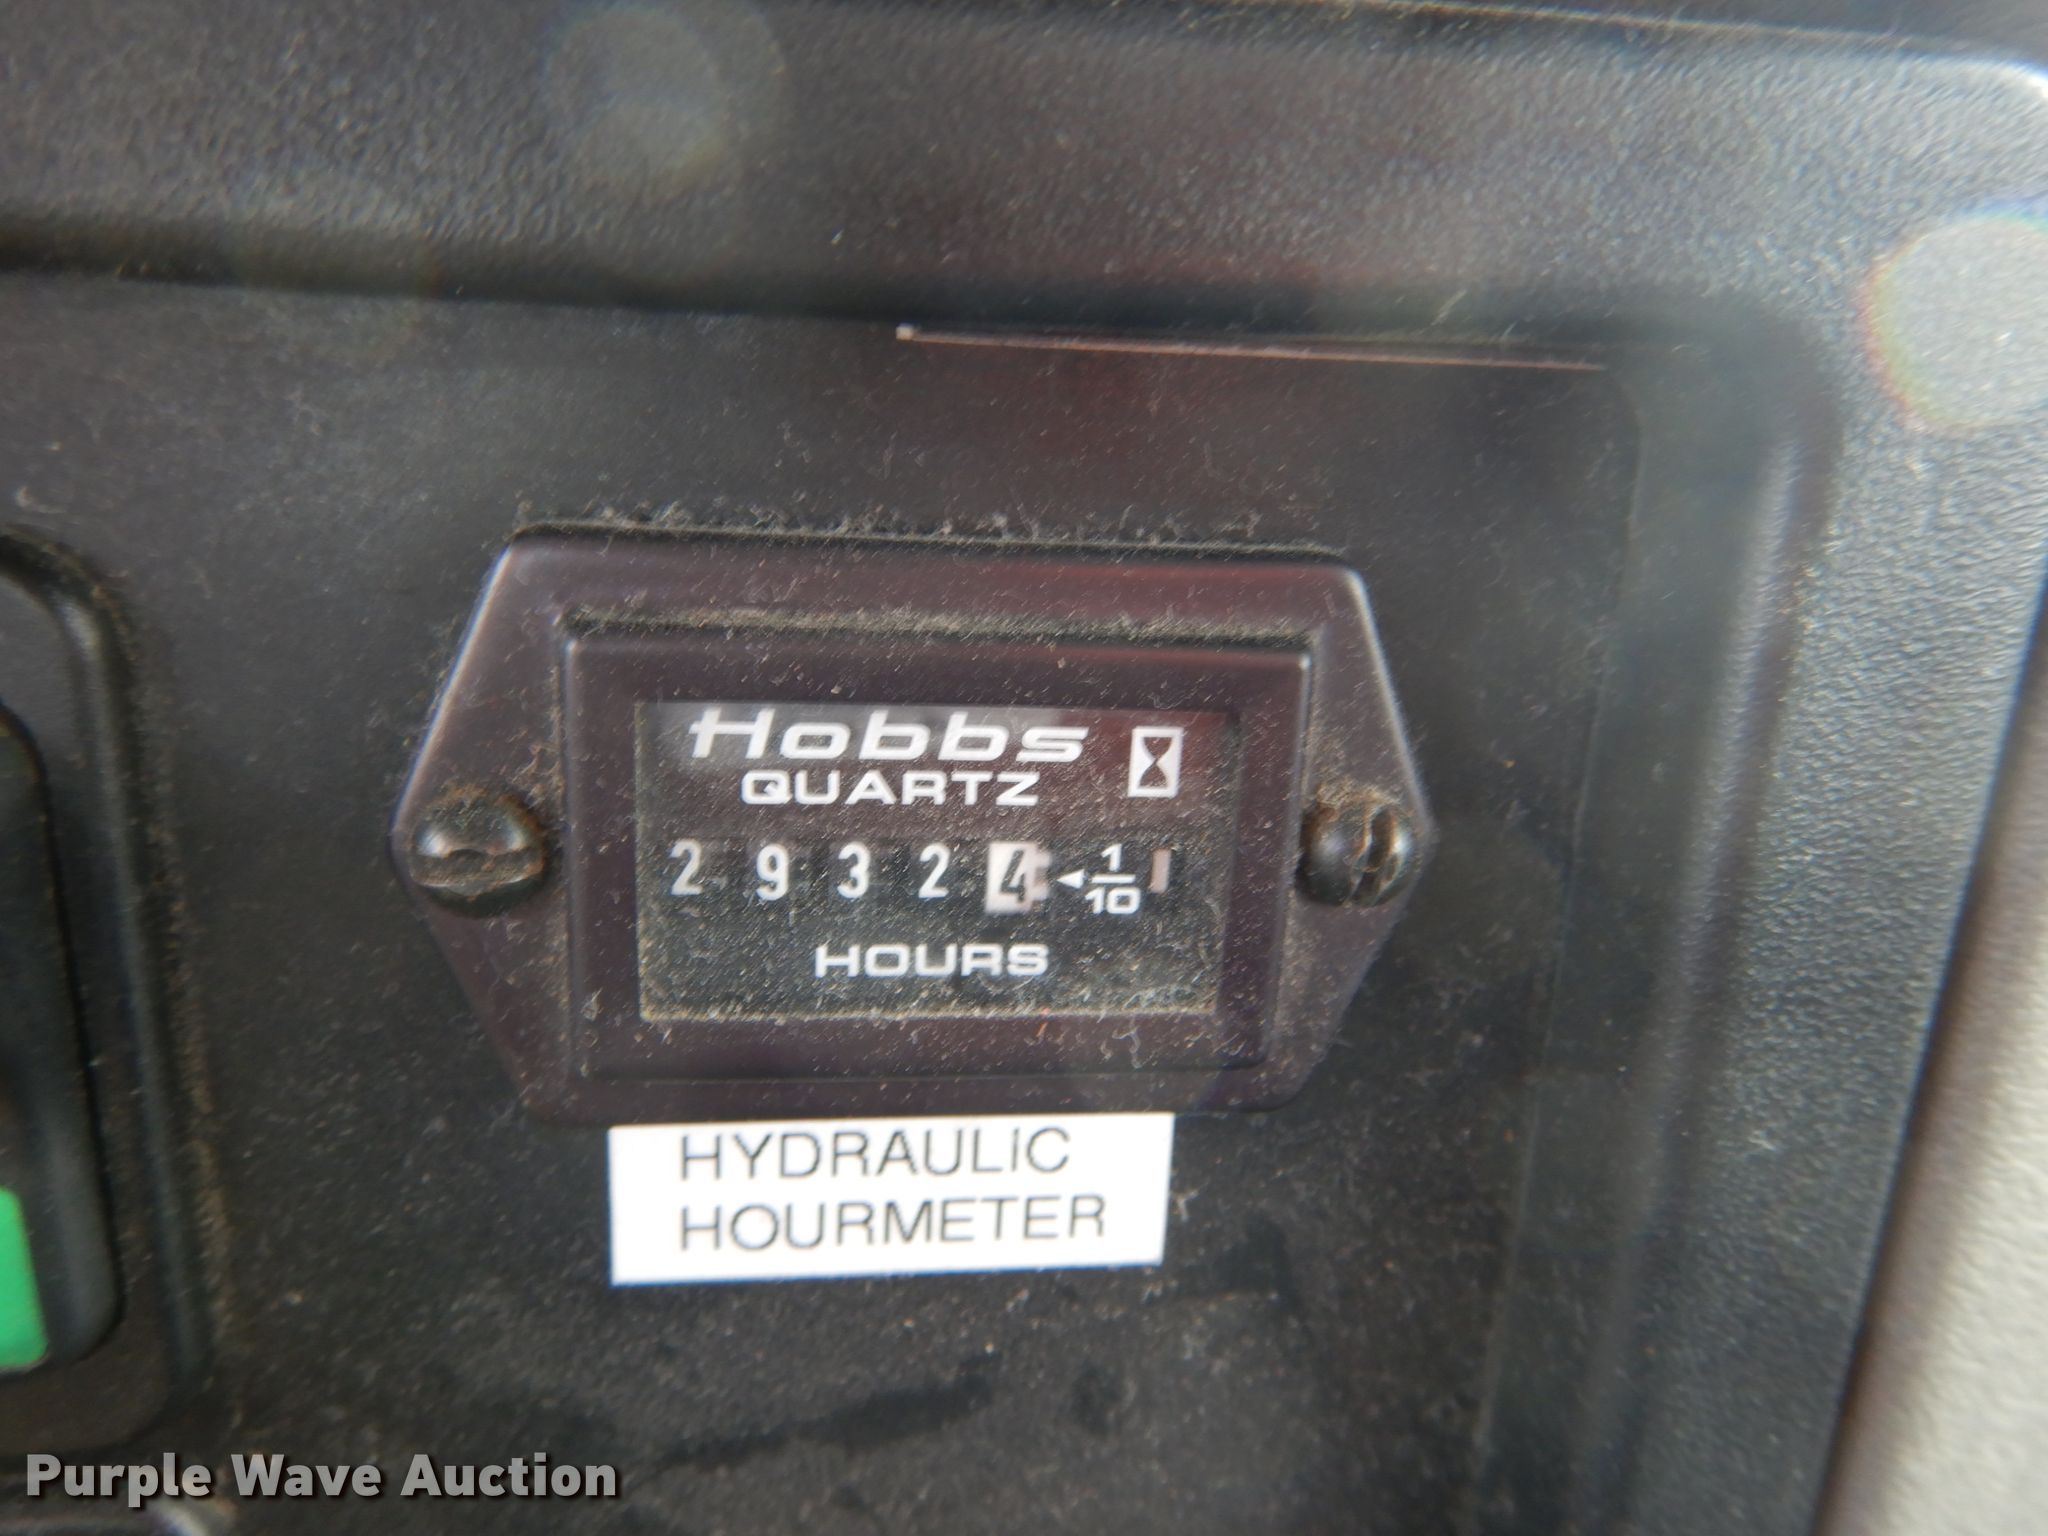 Hobbs
QUARTZ
2 9 3 2 4 ◄ 1/10
HOURS
HYDRAULIC
HOURMETER
Purple Wave Auction